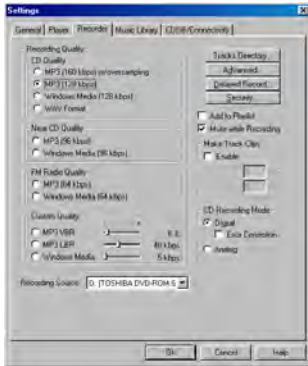 Settings
General Player Recorder Music Library CDDB/Connectivity
Recording Quality
CD Quality
MP3 (160 kbps) w/oversampling
MP3 (128 kbps)
Windows Media (128 kbps)
WAV Format
Near CD Quality
MP3 (96 kbps)
Windows Media (96 kbps)
FM Radio Quality
MP3 (64 kbps)
Windows Media (64 kbps)
Custom Quality
MP3 VBR
MP3 CBR 80 kbps
Windows Media 5 kbps
Recording Source: D: [TOSHIBA DVD-ROM S
Tracks Directory
Advanced
Delayed Record
Security
Add to Playlist
Mute while Recording
Make Track Clips
Enable
CD Recording Mode
Digital
Error Correction
Analog
OK Cancel Help